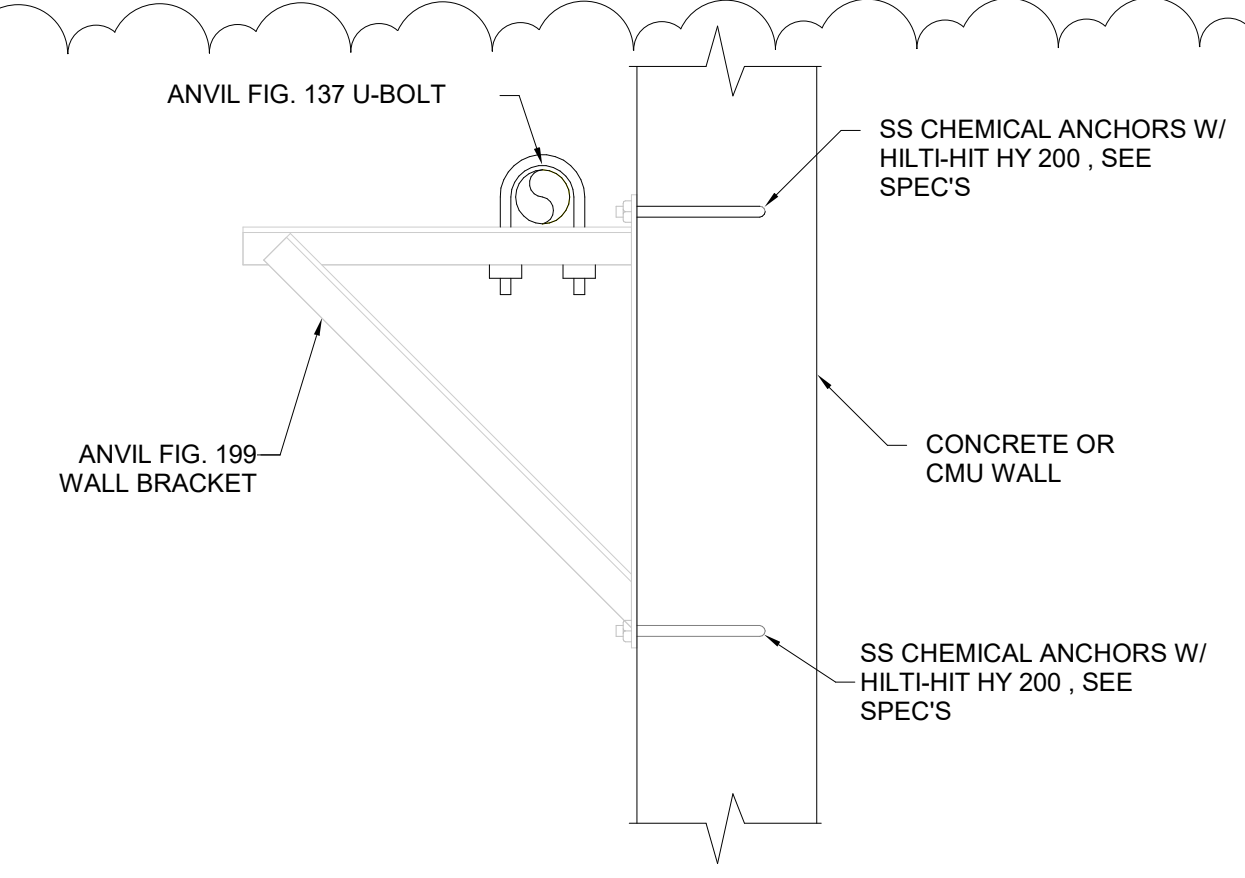 ANVIL FIG. 137 U-BOLT
SS CHEMICAL ANCHORS W/
HILTI-HIT HY 200 , SEE
SPEC'S
ANVIL FIG. 199
WALL BRACKET
CONCRETE OR
CMU WALL
SS CHEMICAL ANCHORS W/
HILTI-HIT HY 200 , SEE
SPEC'S